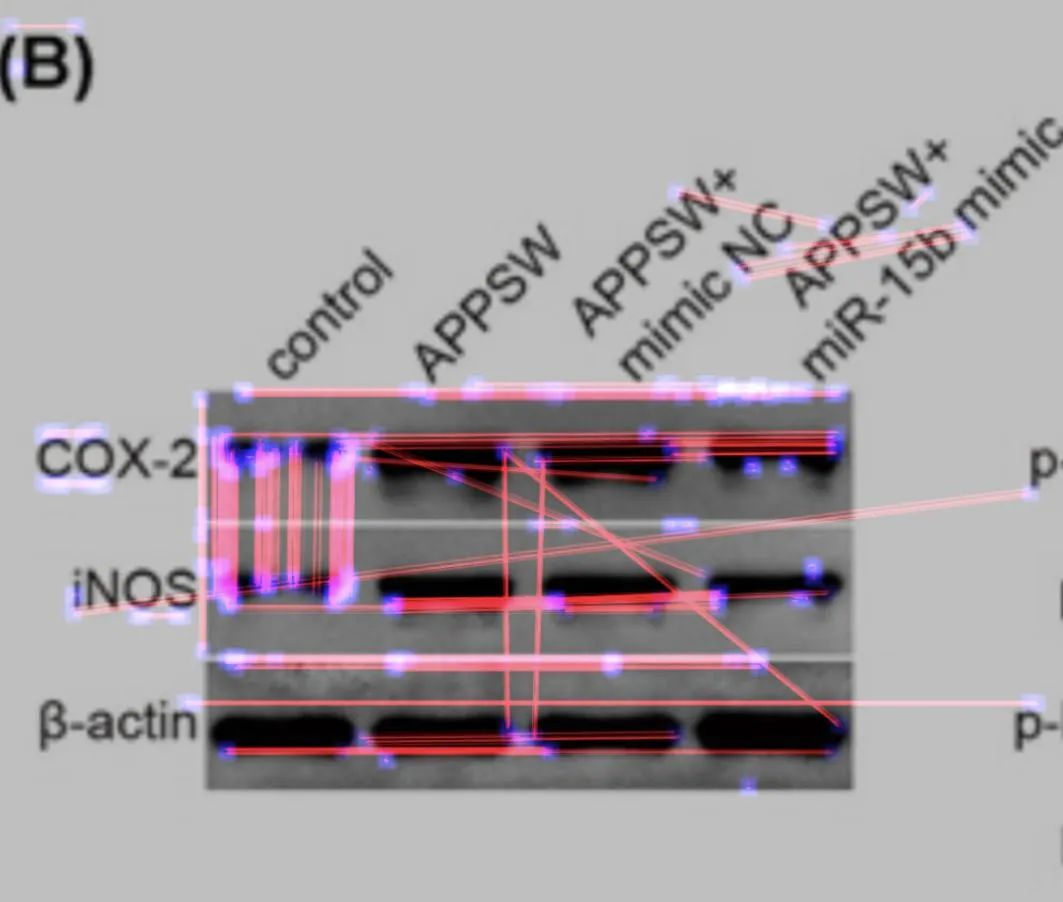 (B)
control
APPSW
APPSW+
mimic NC
APPSW+
miR-15b mimic
COX-2
p-
iNOS
β-actin
p-